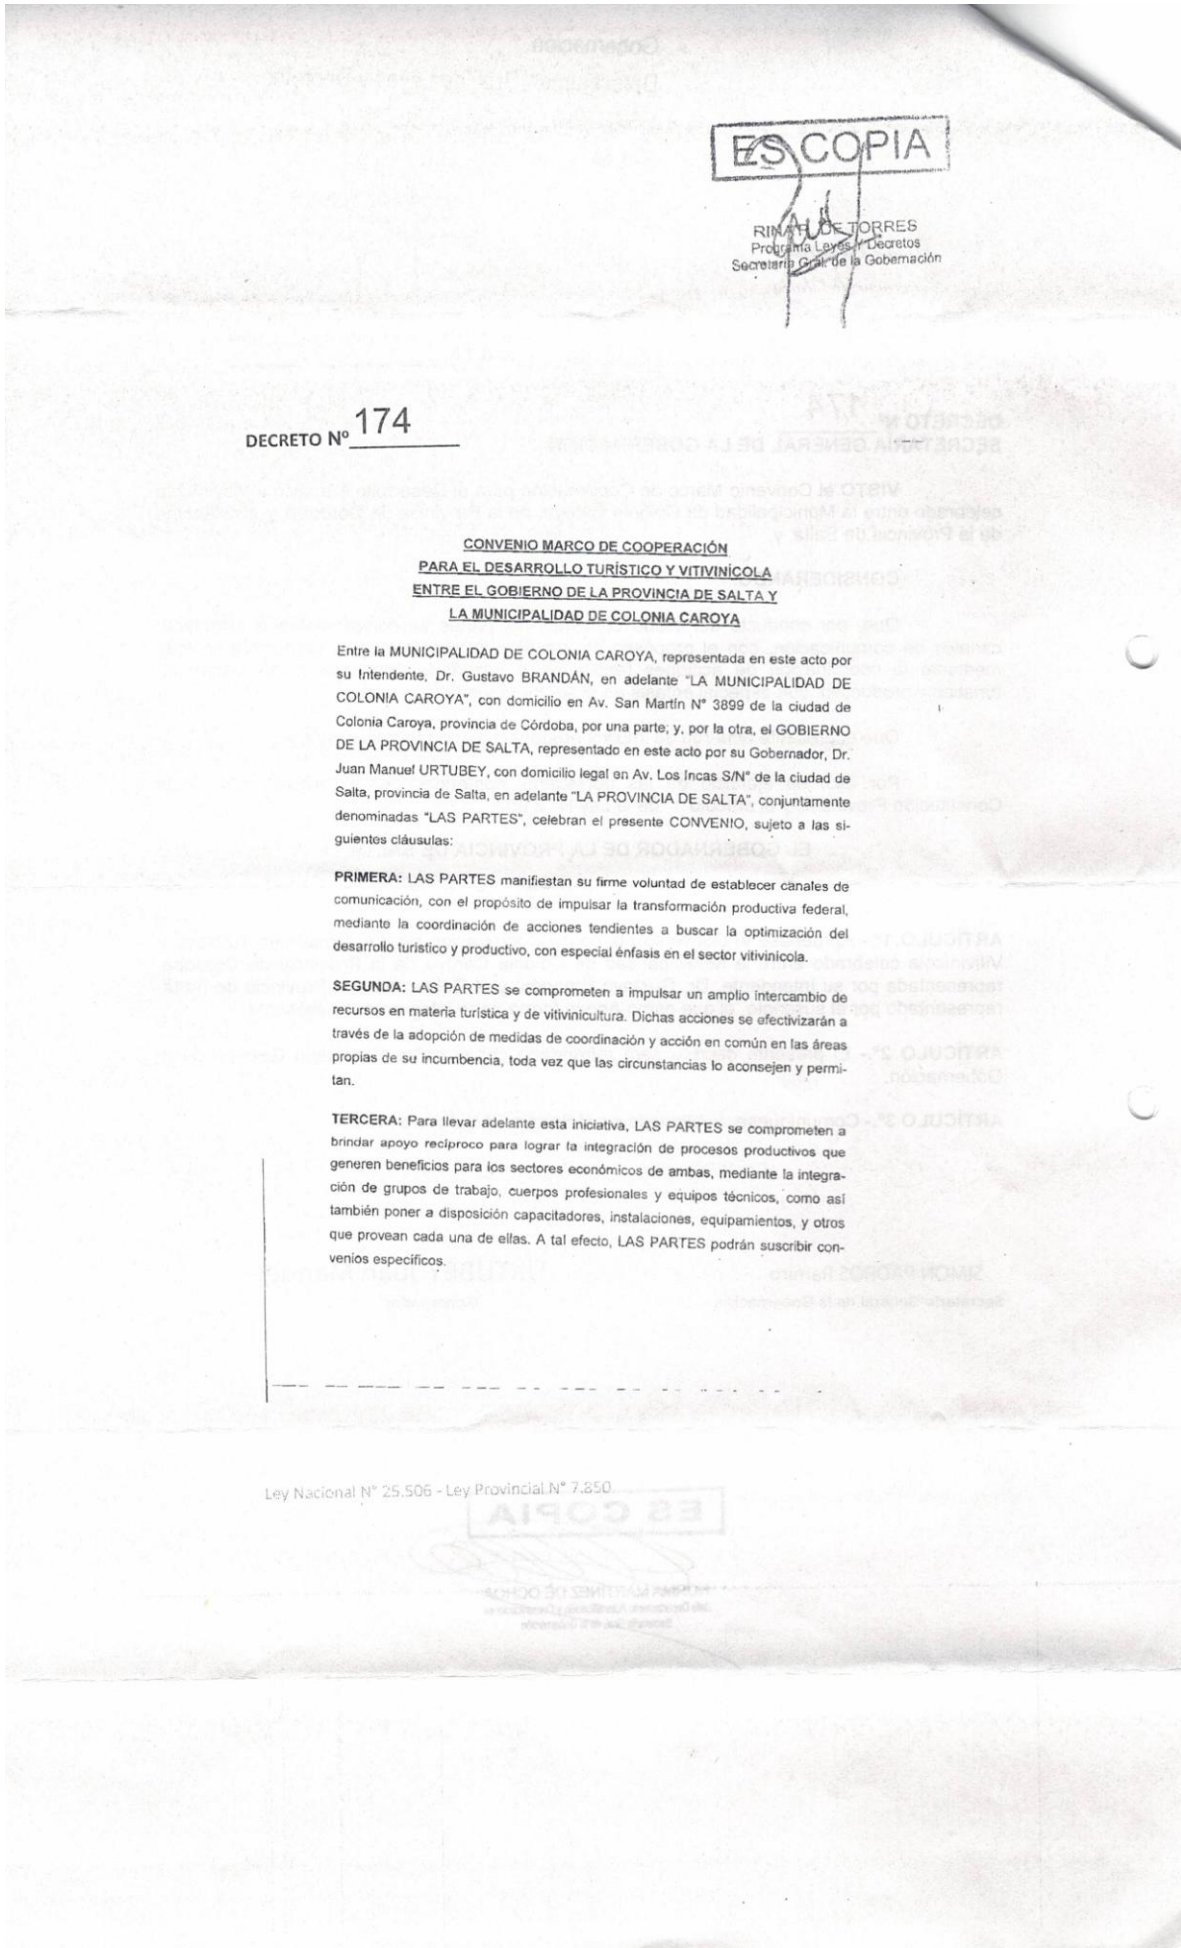 ES COPIA
RINA R. DE TORRES
Programa Leyes Y Decretos
Secretaría Gral. de la Gobernación
DECRETO Nº 174
CONVENIO MARCO DE COOPERACIÓN
PARA EL DESARROLLO TURÍSTICO Y VITIVINÍCOLA
ENTRE EL GOBIERNO DE LA PROVINCIA DE SALTA Y
LA MUNICIPALIDAD DE COLONIA CAROYA
Entre la MUNICIPALIDAD DE COLONIA CAROYA, representada en este acto por
su Intendente, Dr. Gustavo BRANDÁN, en adelante "LA MUNICIPALIDAD DE
COLONIA CAROYA", con domicilio en Av. San Martín N° 3899 de la ciudad de
Colonia Caroya, provincia de Córdoba, por una parte; y, por la otra, el GOBIERNO
DE LA PROVINCIA DE SALTA, representado en este acto por su Gobernador, Dr.
Juan Manuel URTUBEY, con domicilio legal en Av. Los Incas S/N° de la ciudad de
Salta, provincia de Salta, en adelante "LA PROVINCIA DE SALTA", conjuntamente
denominadas "LAS PARTES", celebran el presente CONVENIO, sujeto a las si-
guientes cláusulas:
PRIMERA: LAS PARTES manifiestan su firme voluntad de establecer canales de
comunicación, con el propósito de impulsar la transformación productiva federal,
mediante la coordinación de acciones tendientes a buscar la optimización del
desarrollo turístico y productivo, con especial énfasis en el sector vitivinícola.
SEGUNDA: LAS PARTES se comprometen a impulsar un amplio intercambio de
recursos en materia turística y de vitivinicultura. Dichas acciones se efectivizarán a
través de la adopción de medidas de coordinación y acción en común en las áreas
propias de su incumbencia, toda vez que las circunstancias lo aconsejen y permi-
tan.
TERCERA: Para llevar adelante esta iniciativa, LAS PARTES se comprometen a
brindar apoyo recíproco para lograr la integración de procesos productivos que
generen beneficios para los sectores económicos de ambas, mediante la integra-
ción de grupos de trabajo, cuerpos profesionales y equipos técnicos, como así
también poner a disposición capacitadores, instalaciones, equipamientos, y otros
que provean cada una de ellas. A tal efecto, LAS PARTES podrán suscribir con-
venios específicos.
Ley Nacional N° 25.506 - Ley Provincial N° 7.850